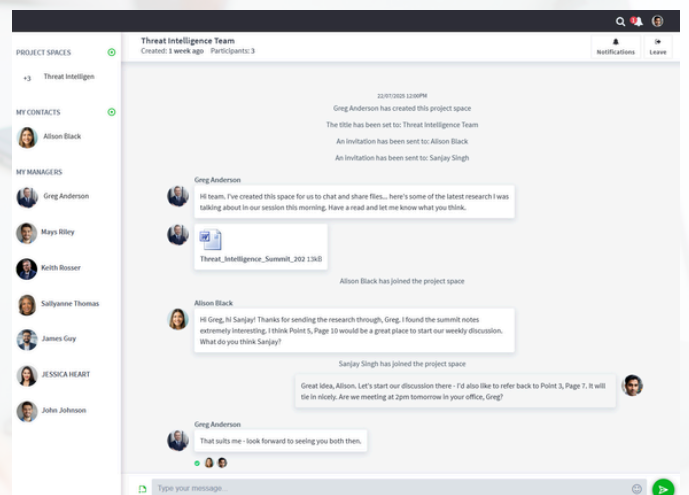 PROJECT SPACES
+3 Threat Intelligen
MY CONTACTS
Alison Black
MY MANAGERS
Greg Anderson
Mays Riley
Keith Rosser
Sallyanne Thomas
James Guy
JESSICA HEART
John Johnson
Threat Intelligence Team
Created: 1 week ago Participants: 3
Notifications
Leave
22/07/2025 12:00PM
Greg Anderson has created this project space
The title has been set to: Threat Intelligence Team
An invitation has been sent to: Alison Black
An invitation has been sent to: Sanjay Singh
Greg Anderson
Hi team, I've created this space for us to chat and share files... here's some of the latest research I was
talking about in our session this morning. Have a read and let me know what you think.
Threat_Intelligence_Summit_202 13kB
Alison Black has joined the project space
Alison Black
Hi Greg, hi Sanjay! Thanks for sending the research through, Greg. I found the summit notes
extremely interesting. I think Point 5, Page 10 would be a great place to start our weekly discussion.
What do you think Sanjay?
Sanjay Singh has joined the project space
Great idea, Alison. Let's start our discussion there - I'd also like to refer back to Point 3, Page 7. It will
tie in nicely. Are we meeting at 2pm tomorrow in your office, Greg?
Greg Anderson
That suits me - look forward to seeing you both then.
Type your message...